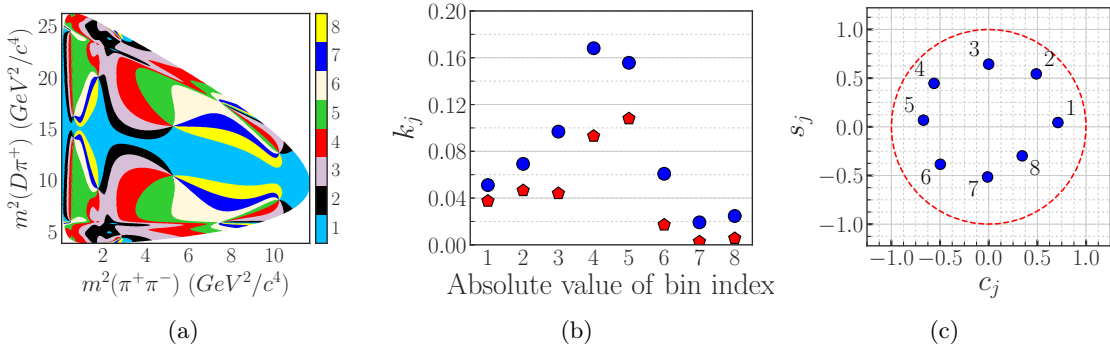 m²(Dπ⁺) (GeV²/c⁴)
25
20
15
10
5
2 4 6 8 10
m²(π⁺π⁻) (GeV²/c⁴)
8
7
6
5
4
3
2
1
(a)
k_j
0.20
0.16
0.12
0.08
0.04
0.00
1 2 3 4 5 6 7 8
Absolute value of bin index
(b)
s_j
1.0
0.5
0.0
−0.5
−1.0
3
2
4
1
5
6
7
8
−1.0 −0.5 0.0 0.5 1.0
c_j
(c)